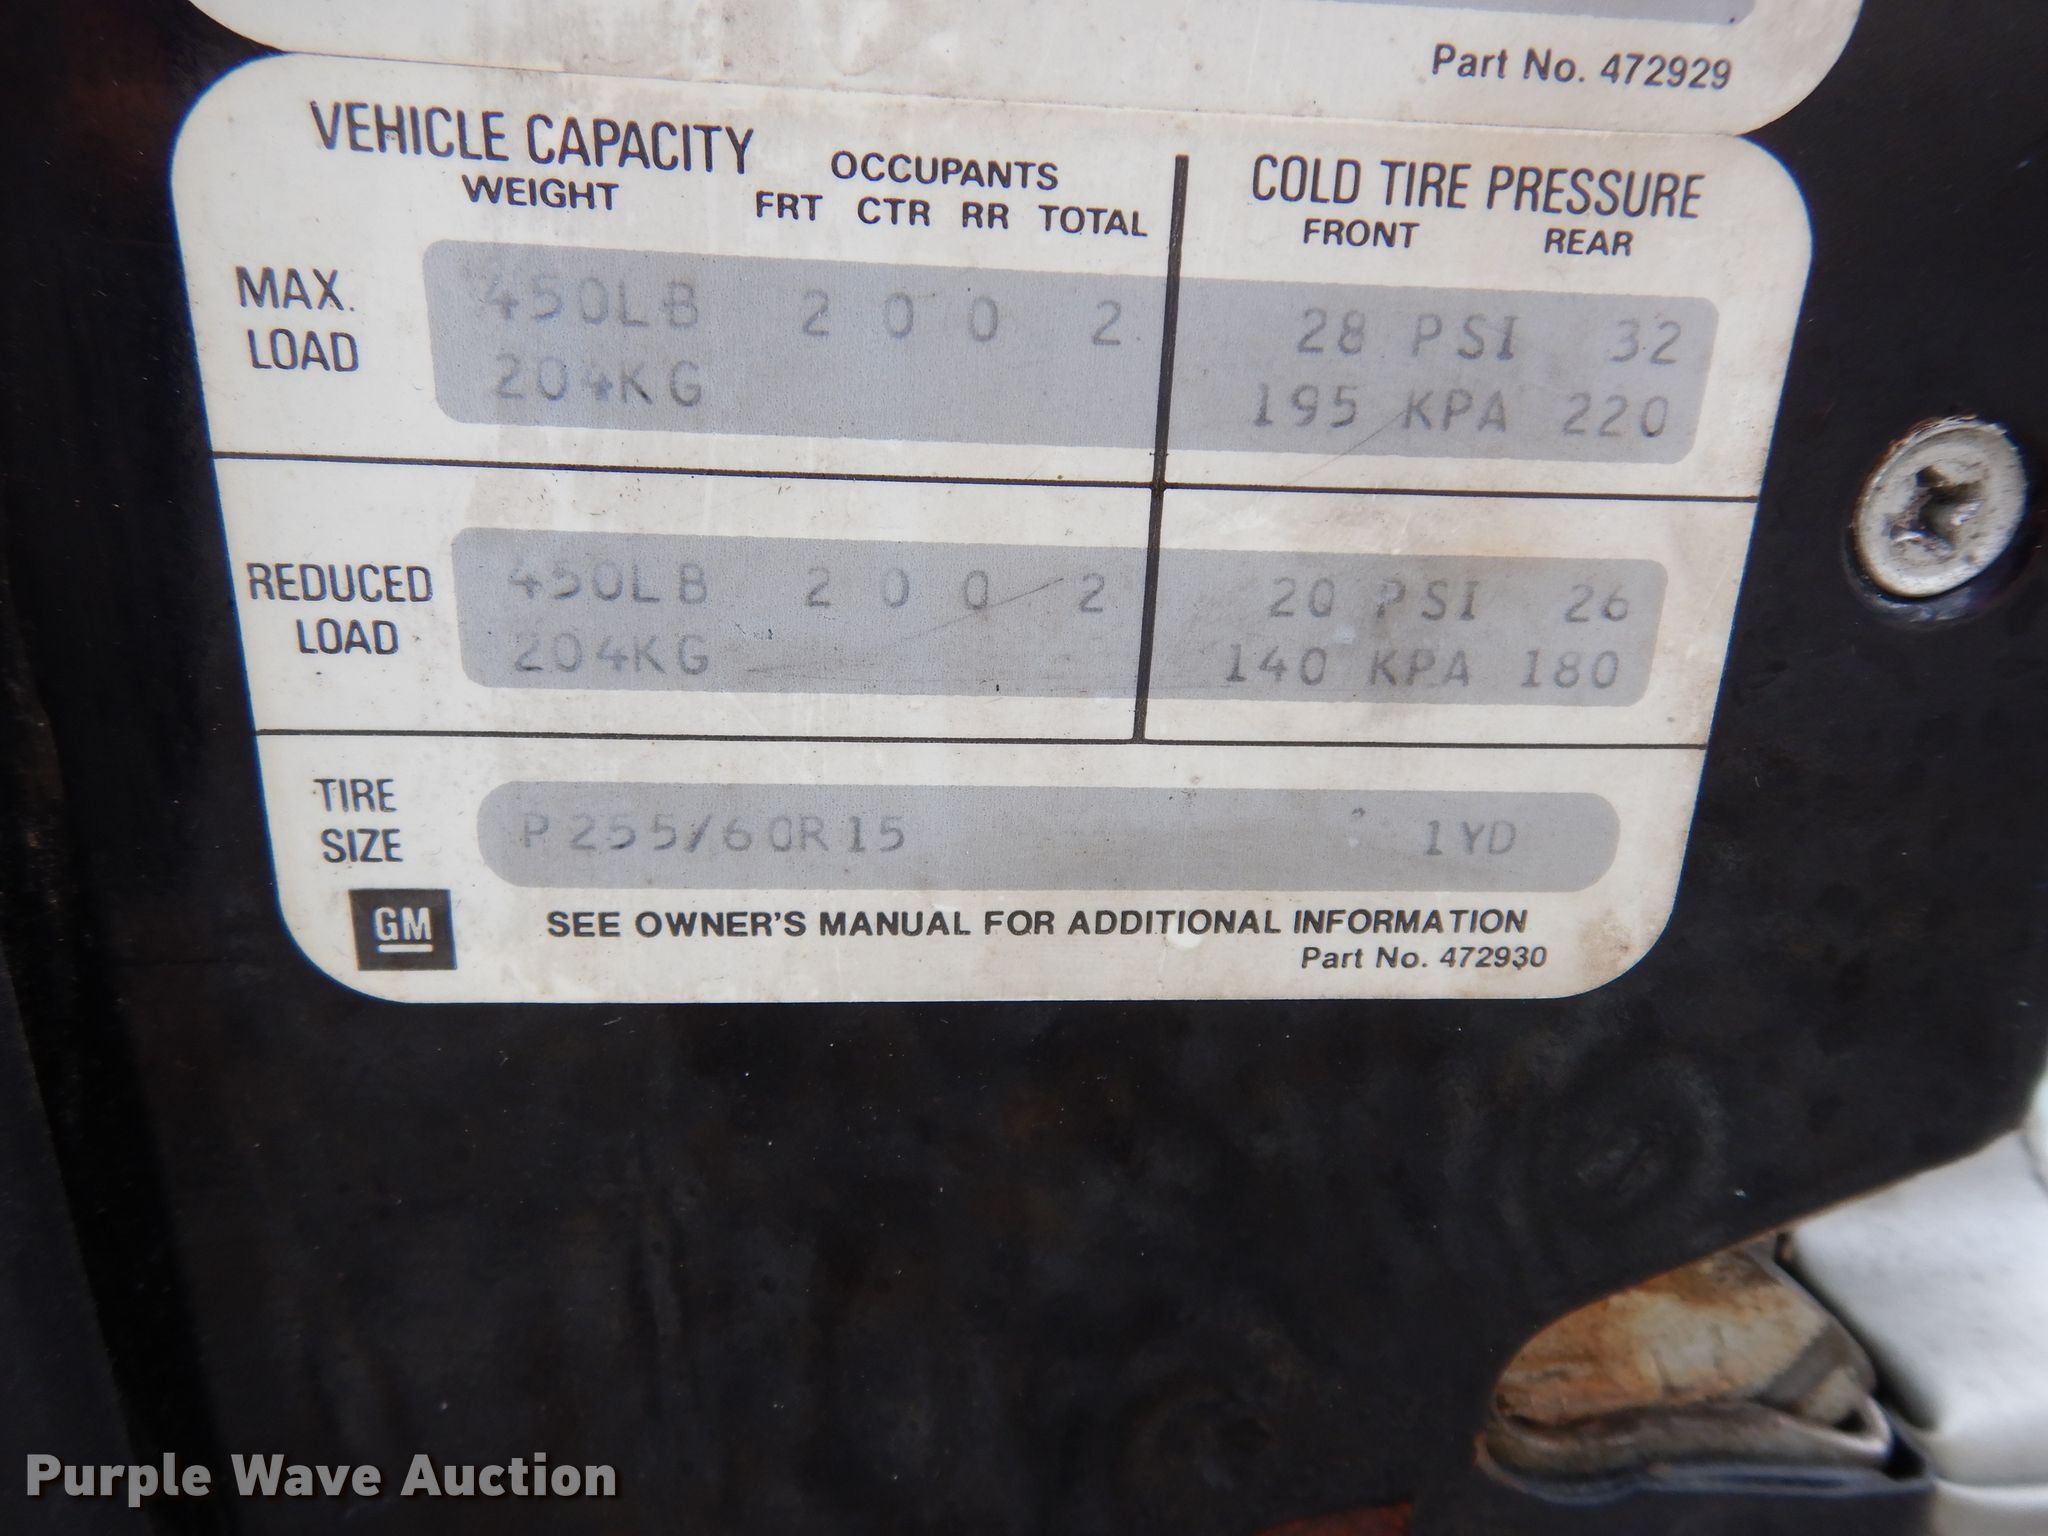 Part No. 472929
VEHICLE CAPACITY
WEIGHT
OCCUPANTS
FRT CTR RR TOTAL
COLD TIRE PRESSURE
FRONT REAR
MAX. LOAD
450LB 2 0 0 2 28 PSI 32
204KG 195 KPA 220
REDUCED LOAD
450LB 2 0 0 2 20 PSI 26
204KG 140 KPA 180
TIRE SIZE
P255/60R15 1YD
GM
SEE OWNER'S MANUAL FOR ADDITIONAL INFORMATION
Part No. 472930
Purple Wave Auction